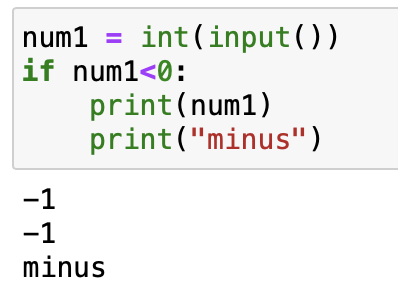 num1 = int(input())
if num1<0:
    print(num1)
    print("minus")
-1
-1
minus